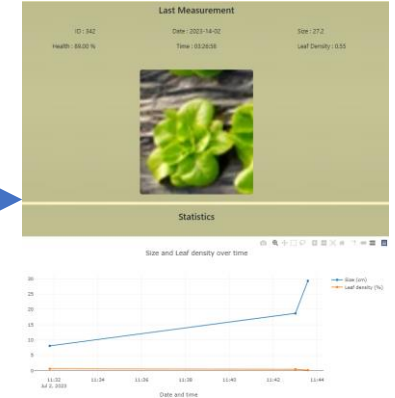 Last Measurement
ID : 342 Date : 2023-14-02 Size : 27.2
Health : 89.00 % Time : 03:26:06 Leaf Density : 0.55
Statistics
Size and Leaf density over time
Size (cm)
Leaf density (%)
30
25
20
15
10
5
0
11:32 11:34 11:36 11:38 11:40 11:42 11:44
Jul 2, 2023
Date and time